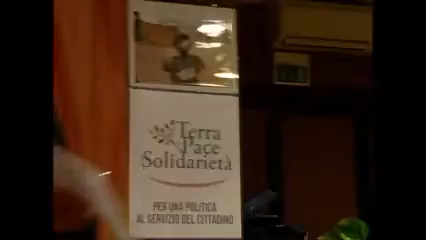 Terra
Pace
Solidarietà
PER UNA POLITICA
AL SERVIZIO DEL CITTADINO